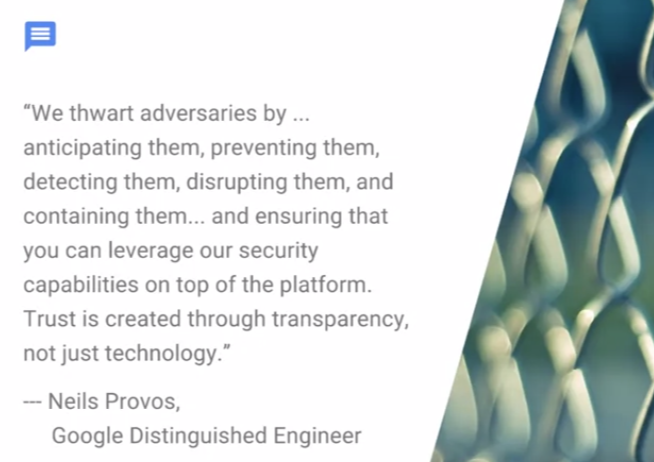 “We thwart adversaries by ...
anticipating them, preventing them,
detecting them, disrupting them, and
containing them... and ensuring that
you can leverage our security
capabilities on top of the platform.
Trust is created through transparency,
not just technology.”
--- Neils Provos,
Google Distinguished Engineer